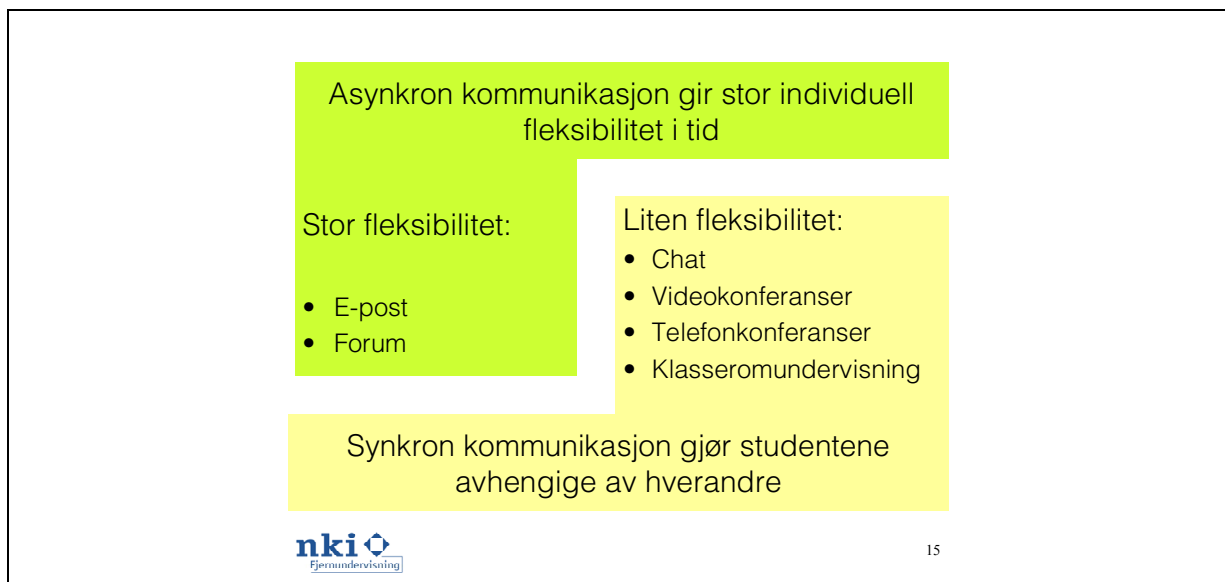 Asynkron kommunikasjon gir stor individuell
fleksibilitet i tid
Stor fleksibilitet:
• E-post
• Forum
Liten fleksibilitet:
• Chat
• Videokonferanser
• Telefonkonferanser
• Klasseromundervisning
Synkron kommunikasjon gjør studentene
avhengige av hverandre
nki
Fjernundervisning
15